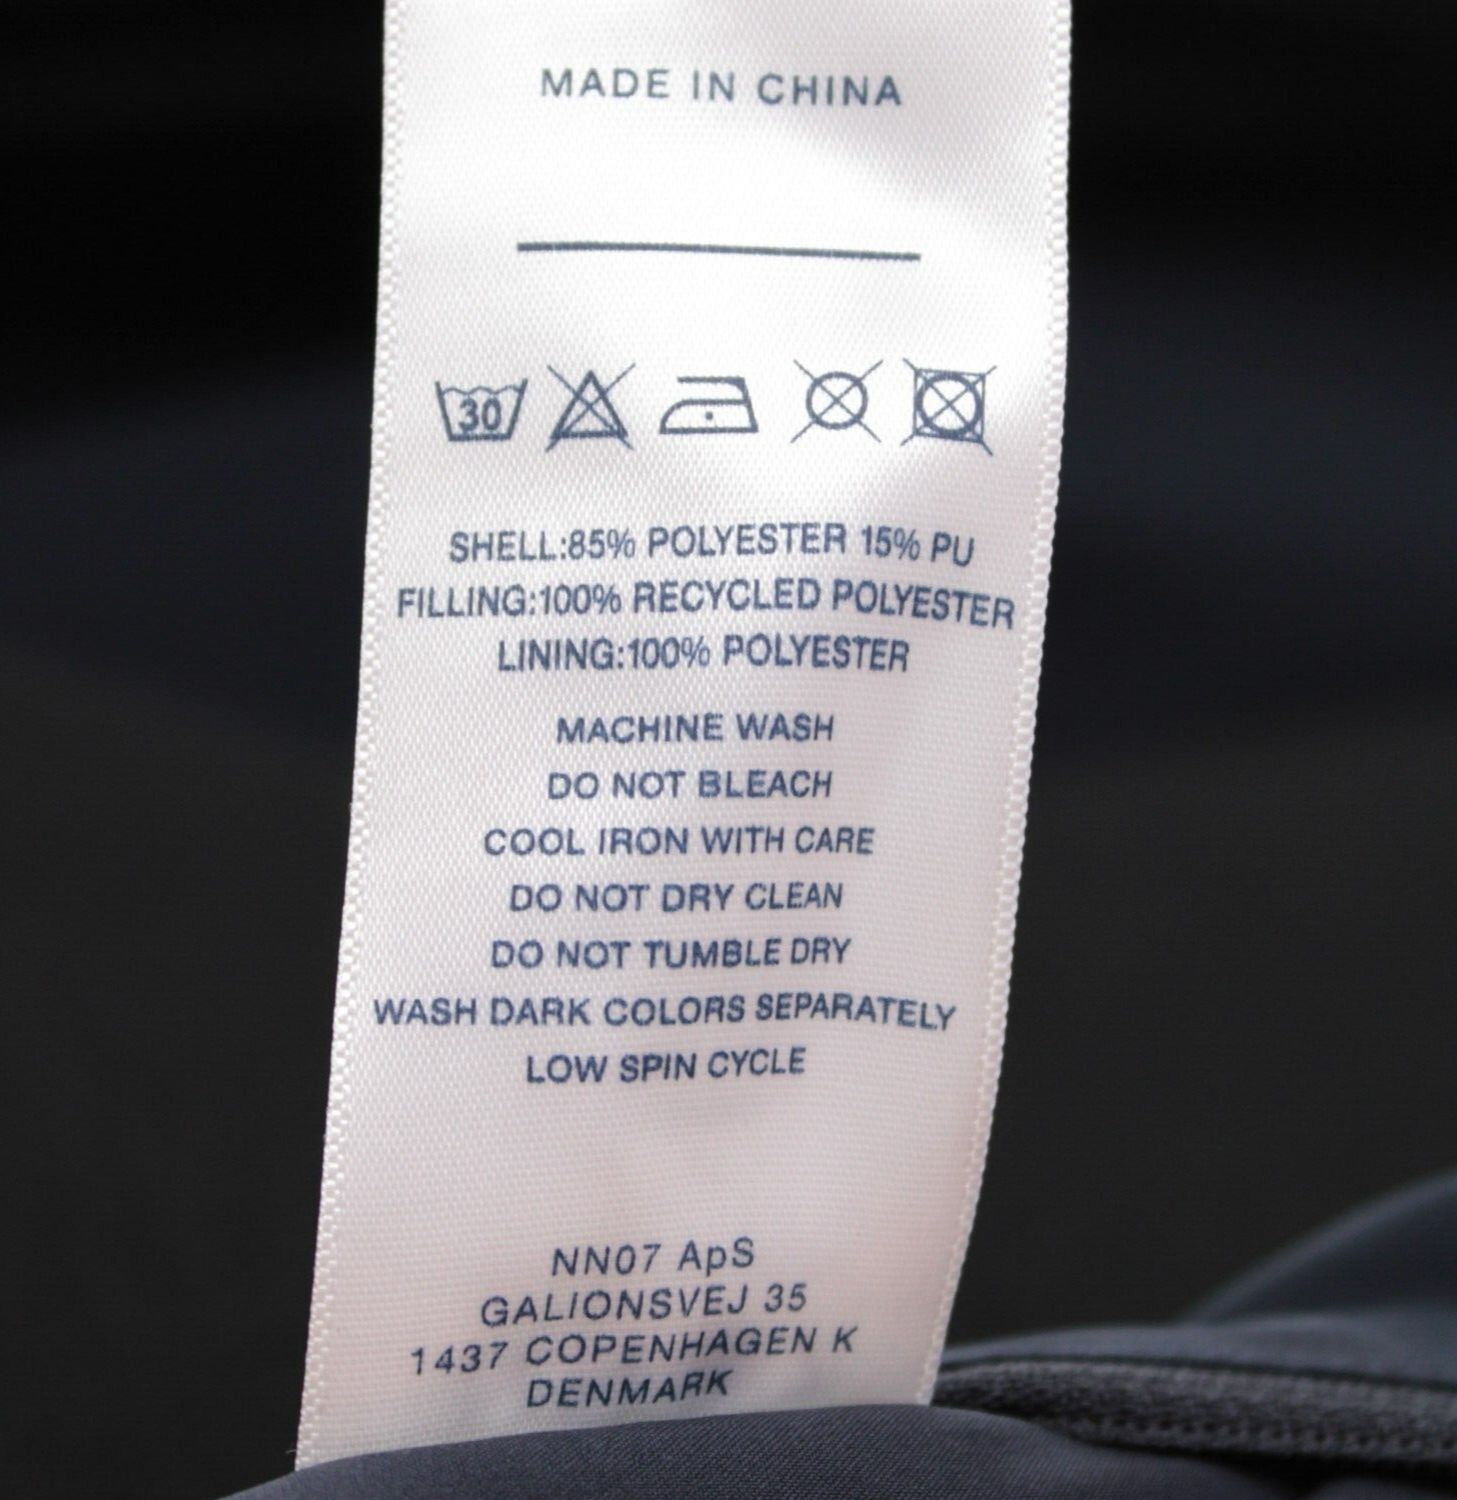 MADE IN CHINA
30
SHELL:85% POLYESTER 15% PU
FILLING:100% RECYCLED POLYESTER
LINING:100% POLYESTER
MACHINE WASH
DO NOT BLEACH
COOL IRON WITH CARE
DO NOT DRY CLEAN
DO NOT TUMBLE DRY
WASH DARK COLORS SEPARATELY
LOW SPIN CYCLE
NN07 ApS
GALIONSVEJ 35
1437 COPENHAGEN K
DENMARK